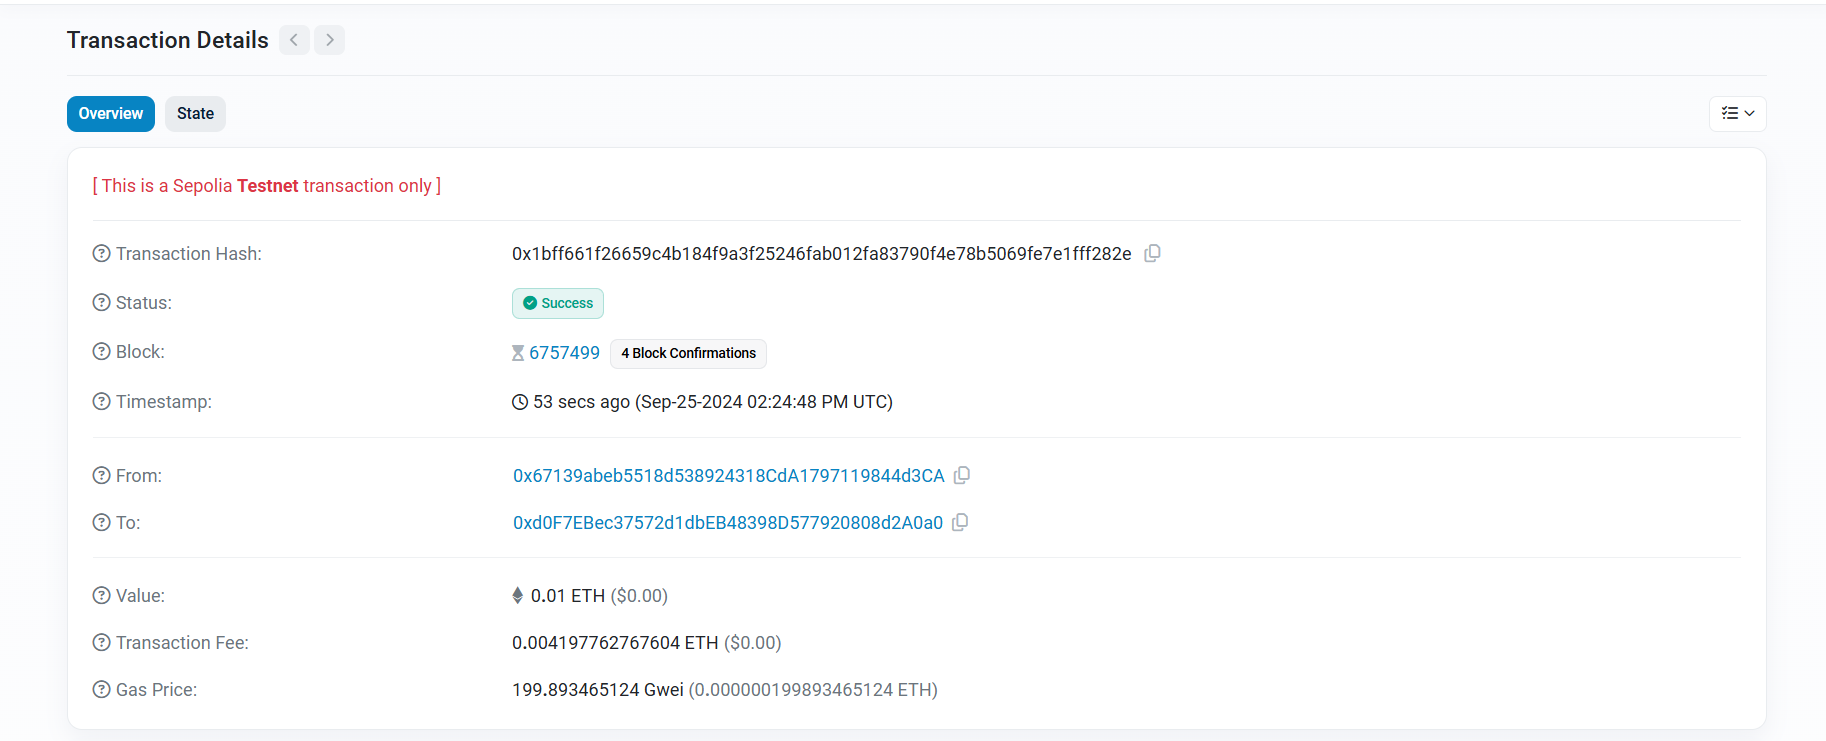 Transaction Details
Overview State
[ This is a Sepolia Testnet transaction only ]
Transaction Hash: 0x1bff661f26659c4b184f9a3f25246fab012fa83790f4e78b5069fe7e1fff282e
Status: Success
Block: 6757499 4 Block Confirmations
Timestamp: 53 secs ago (Sep-25-2024 02:24:48 PM UTC)
From: 0x67139abeb5518d538924318CdA1797119844d3CA
To: 0xd0F7EBec37572d1dbEB48398D577920808d2A0a0
Value: 0.01 ETH ($0.00)
Transaction Fee: 0.004197762767604 ETH ($0.00)
Gas Price: 199.893465124 Gwei (0.000000199893465124 ETH)